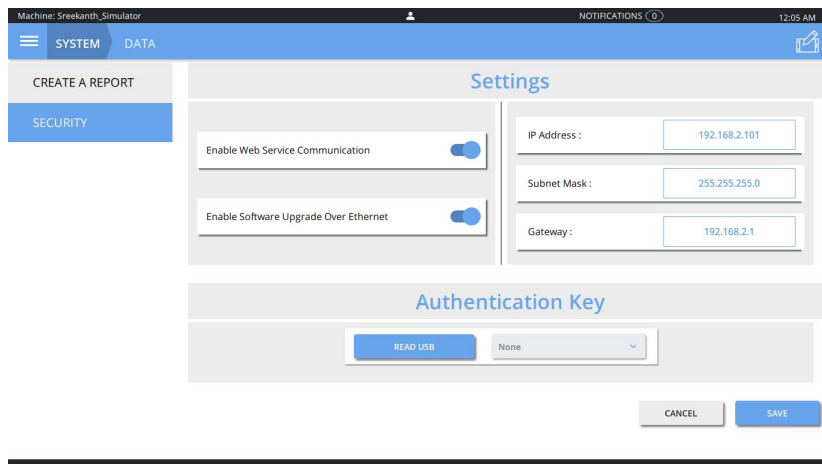 Machine: Sreekanth_Simulator
NOTIFICATIONS 0
12:05 AM
SYSTEM DATA
CREATE A REPORT
SECURITY
Settings
Enable Web Service Communication
Enable Software Upgrade Over Ethernet
IP Address : 192.168.2.101
Subnet Mask : 255.255.255.0
Gateway : 192.168.2.1
Authentication Key
READ USB None
CANCEL SAVE